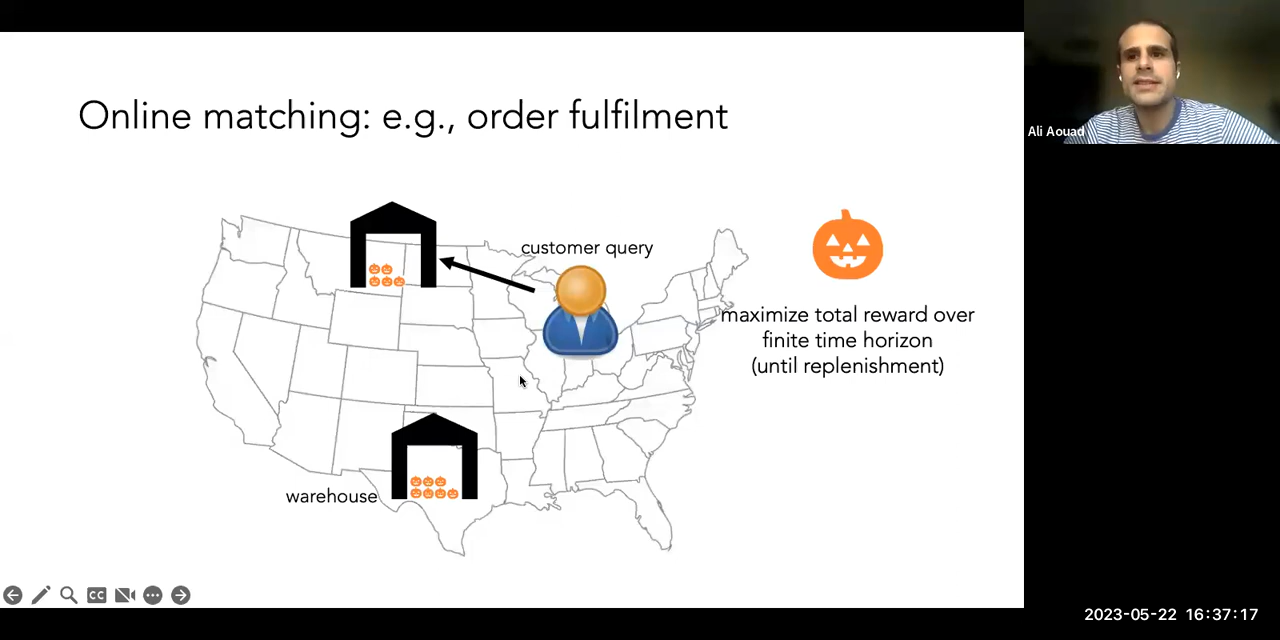 Online matching: e.g., order fulfilment
Ali Aouad
customer query
maximize total reward over
finite time horizon
(until replenishment)
warehouse
CC
2023-05-22 16:37:17